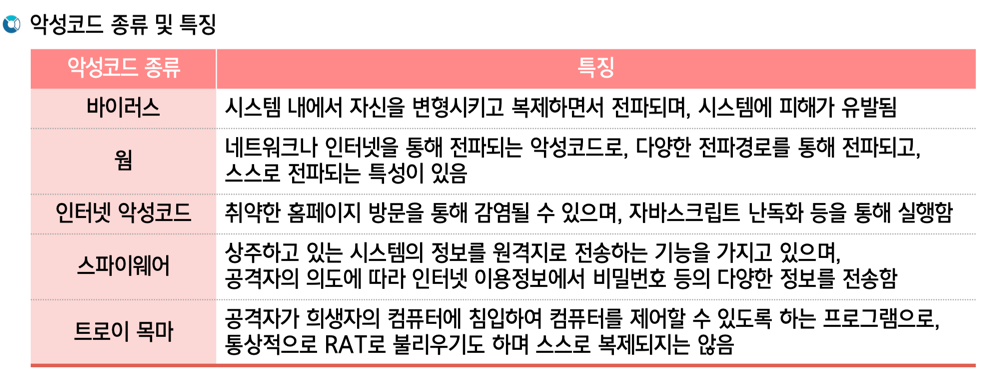 악성코드 종류 및 특징
악성코드 종류
특징
바이러스
시스템 내에서 자신을 변형시키고 복제하면서 전파되며, 시스템에 피해가 유발됨
웜
네트워크나 인터넷을 통해 전파되는 악성코드로, 다양한 전파경로를 통해 전파되고,
스스로 전파되는 특성이 있음
인터넷 악성코드
취약한 홈페이지 방문을 통해 감염될 수 있으며, 자바스크립트 난독화 등을 통해 실행함
스파이웨어
상주하고 있는 시스템의 정보를 원격지로 전송하는 기능을 가지고 있으며,
공격자의 의도에 따라 인터넷 이용정보에서 비밀번호 등의 다양한 정보를 전송함
트로이 목마
공격자가 희생자의 컴퓨터에 침입하여 컴퓨터를 제어할 수 있도록 하는 프로그램으로,
통상적으로 RAT로 불리우기도 하며 스스로 복제되지는 않음